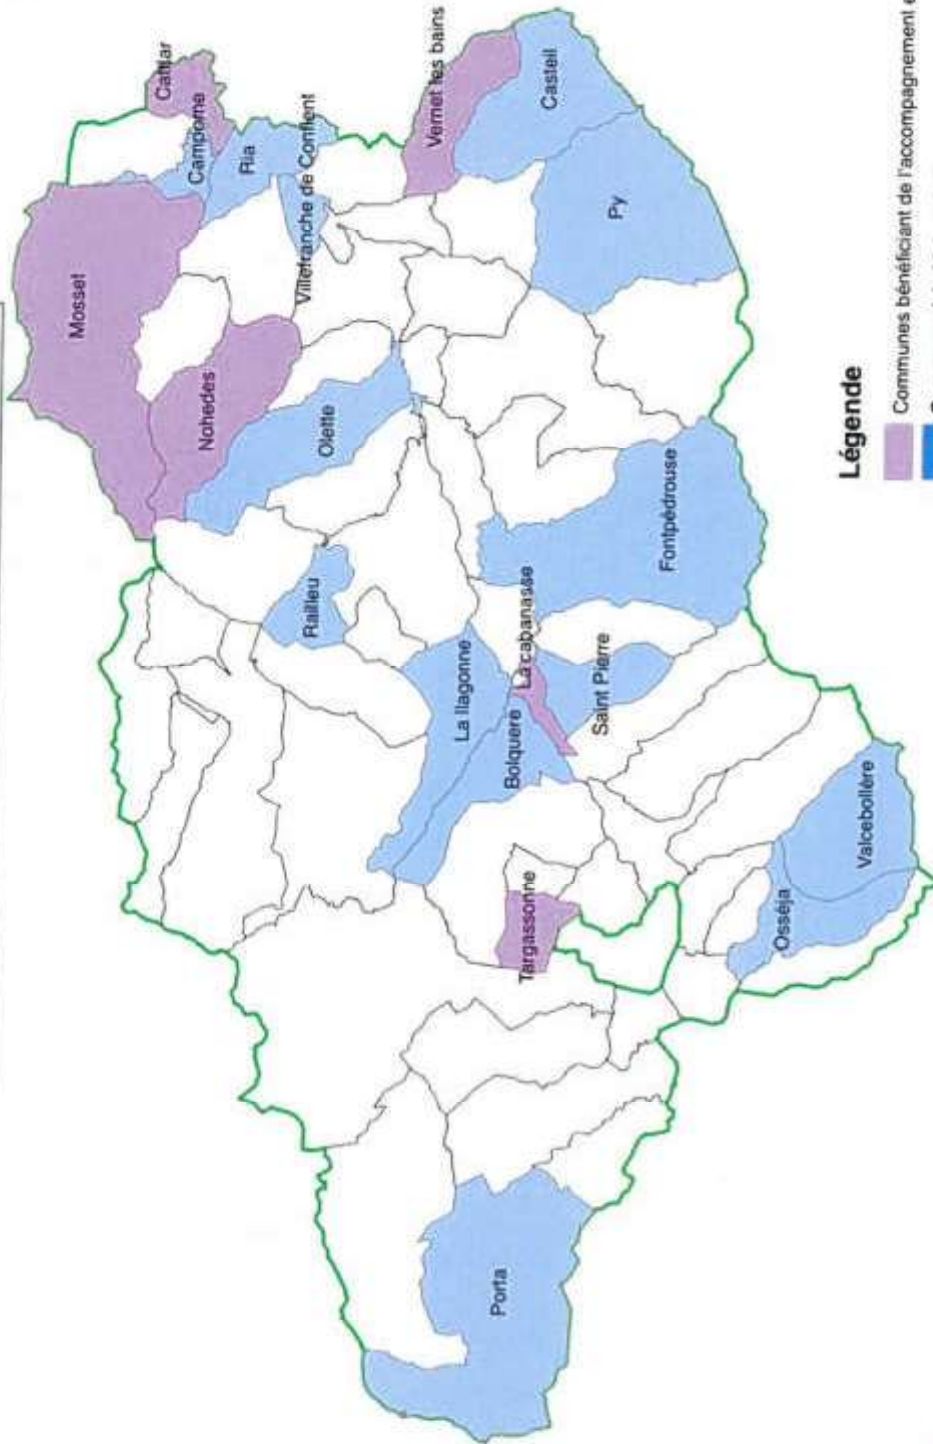 Mosset
Catllar
Campome
Ria
Villefranche de Conflent
Nohedes
Olette
Vernet les bains
Casteil
Py
Railleu
La llagonne
La cabanasse
Bolquere
Saint Pierre
Fontpédrouse
Targassonne
Osséja
Valcebollère
Porta
Légende
Communes bénéficiant de l'accompagnement